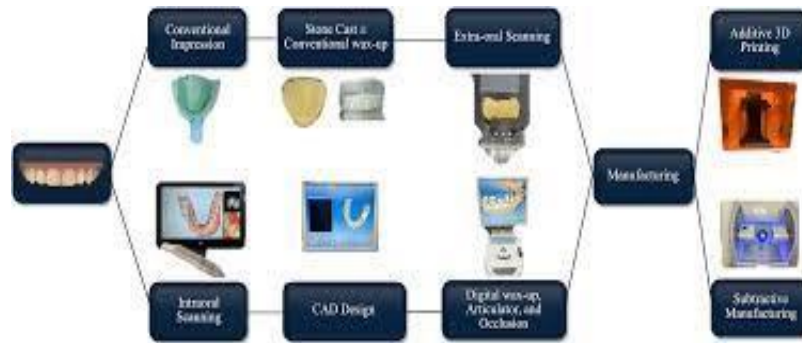 Conventional
Impression
Stone Cast ±
Conventional wax-up
Extra-oral Scanning
Additive 3D
Printing
Manufacturing
Intraoral
Scanning
CAD Design
Digital wax-up,
Articulator, and
Occlusion
Subtractive
Manufacturing